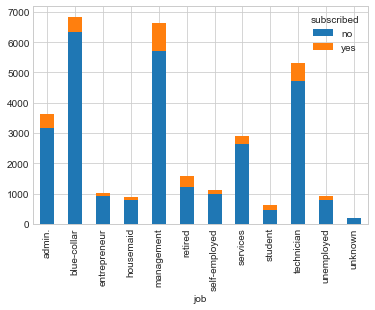 subscribed
no
yes
7000
6000
5000
4000
3000
2000
1000
0
admin.
blue-collar
entrepreneur
housemaid
management
retired
self-employed
services
student
technician
unemployed
unknown
job